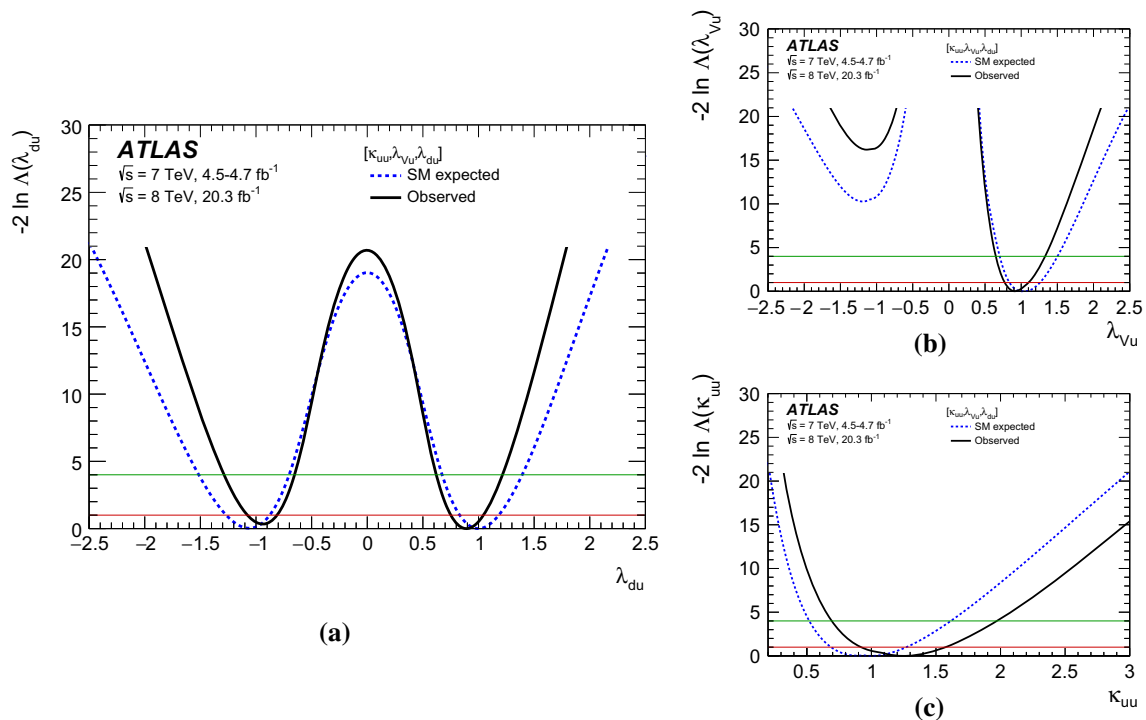 -2 ln Λ(λdu)
30
25
20
15
10
5
0
ATLAS
√s = 7 TeV, 4.5-4.7 fb-1
√s = 8 TeV, 20.3 fb-1
[κuu,λVu,λdu]
SM expected
Observed
−2.5 −2 −1.5 −1 −0.5 0 0.5 1 1.5 2 2.5
λdu
(a)
-2 ln Λ(λVu)
30
25
20
15
10
5
0
ATLAS
√s = 7 TeV, 4.5-4.7 fb-1
√s = 8 TeV, 20.3 fb-1
[κuu,λVu,λdu]
SM expected
Observed
−2.5 −2 −1.5 −1 −0.5 0 0.5 1 1.5 2 2.5
λVu
(b)
-2 ln Λ(κuu)
30
25
20
15
10
5
0
ATLAS
√s = 7 TeV, 4.5-4.7 fb-1
√s = 8 TeV, 20.3 fb-1
[κuu,λVu,λdu]
SM expected
Observed
0.5 1 1.5 2 2.5 3
κuu
(c)